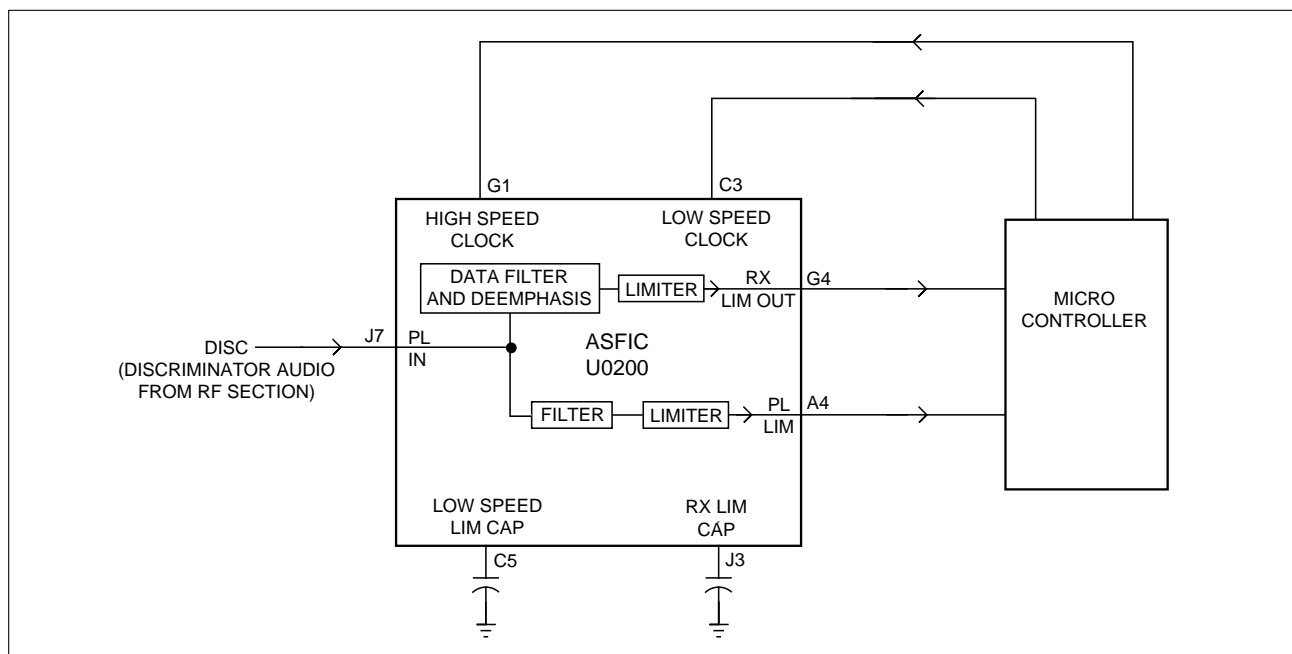 G1
C3
HIGH SPEED
CLOCK
LOW SPEED
CLOCK
DATA FILTER
AND DEEMPHASIS
LIMITER
RX
LIM OUT
G4
MICRO
CONTROLLER
DISC
(DISCRIMINATOR AUDIO
FROM RF SECTION)
J7
PL
IN
ASFIC
U0200
FILTER
LIMITER
PL
LIM
A4
LOW SPEED
LIM CAP
RX LIM
CAP
C5
J3